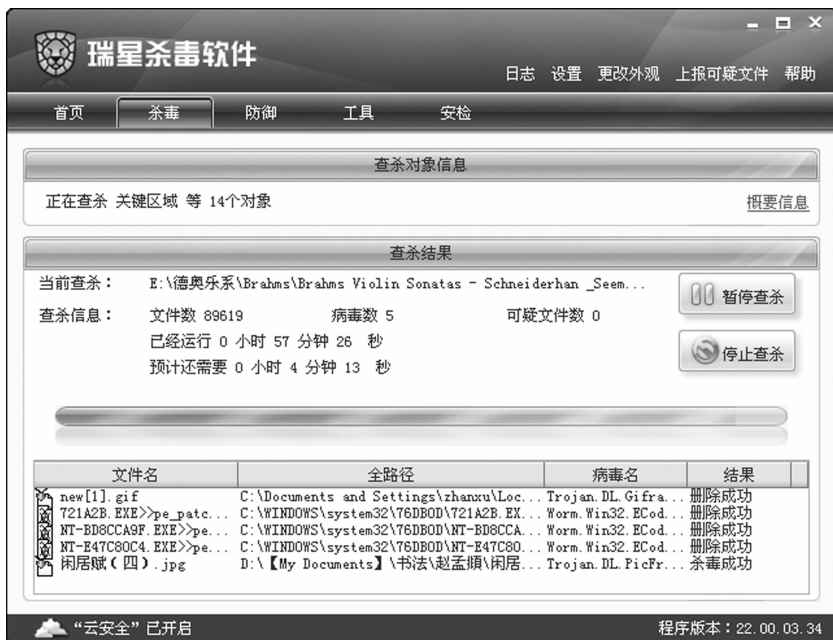 瑞星杀毒软件
日志 设置 更改外观 上报可疑文件 帮助
首页 杀毒 防御 工具 安检
查杀对象信息
正在查杀 关键区域 等 14个对象 概要信息
查杀结果
当前查杀: E:\德奥乐系\Brahms\Brahms Violin Sonatas - Schneiderhan _Seem...
暂停查杀
查杀信息: 文件数 89619 病毒数 5 可疑文件数 0
已经运行 0 小时 57 分钟 26 秒
停止查杀
预计还需要 0 小时 4 分钟 13 秒
文件名 全路径 病毒名 结果
new[1].gif C:\Documents and Settings\zhanxu\Loc... Trojan.DL.Gifra... 删除成功
721A2B.EXE>>pe_patc... C:\WINDOWS\system32\76DBOD\721A2B.EX... Worm.Win32.ECod... 删除成功
NT-BD8CCA9F.EXE>>pe... C:\WINDOWS\system32\76DBOD\NT-BD8CCA... Worm.Win32.ECod... 删除成功
NT-E47C80C4.EXE>>pe... C:\WINDOWS\system32\76DBOD\NT-E47C80... Worm.Win32.ECod... 删除成功
闲居赋(四).jpg D:\【My Documents】\书法\赵孟頫\闲居... Trojan.DL.PicFr... 杀毒成功
“云安全”已开启 程序版本:22.00.03.34